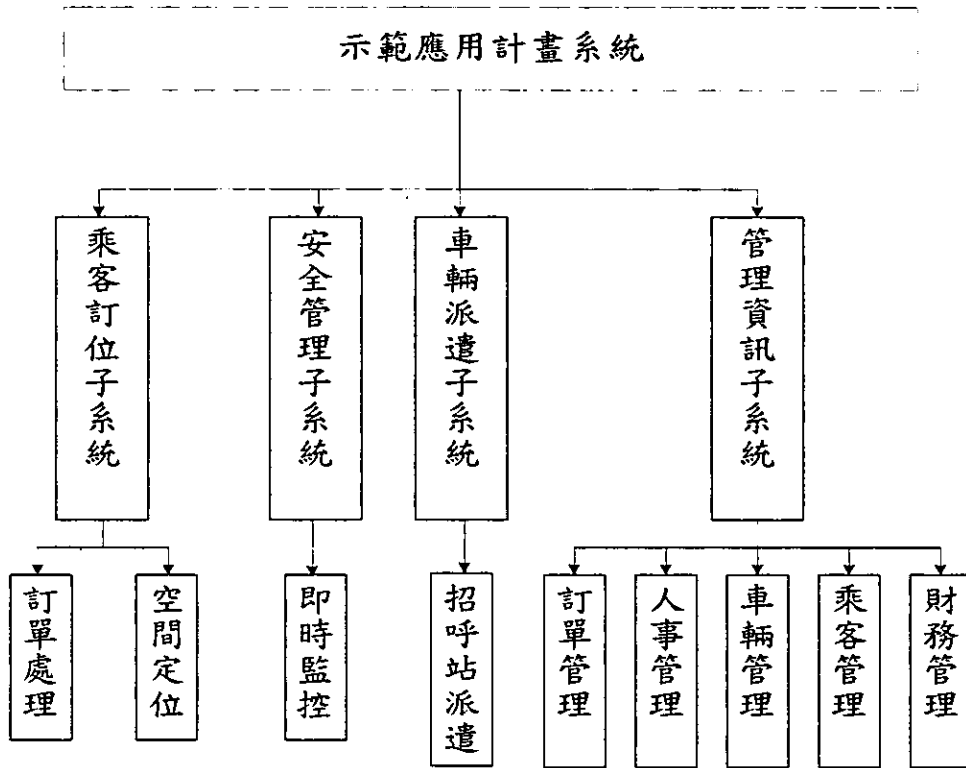 示範應用計畫系統
乘客訂位子系統
安全管理子系統
車輛派遣子系統
管理資訊子系統
訂單處理
空間定位
即時監控
招呼站派遣
訂單管理
人事管理
車輛管理
乘客管理
財務管理